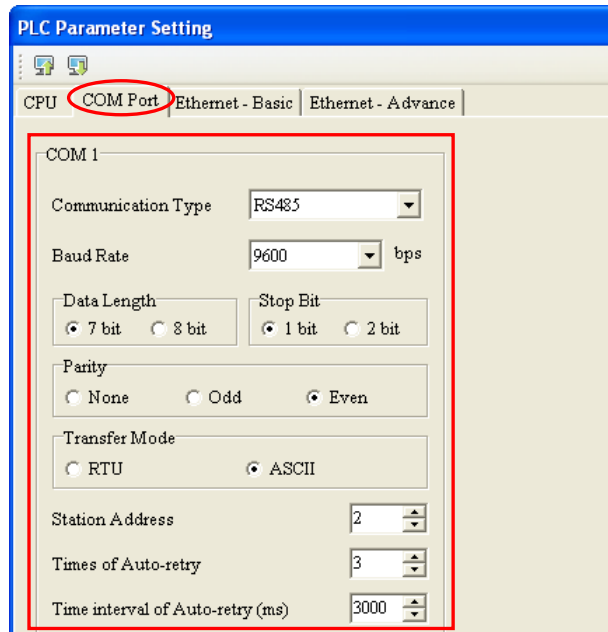 PLC Parameter Setting
CPU COM Port Ethernet - Basic Ethernet - Advance
COM 1
Communication Type RS485
Baud Rate 9600 bps
Data Length Stop Bit
7 bit 8 bit 1 bit 2 bit
Parity
None Odd Even
Transfer Mode
RTU ASCII
Station Address 2
Times of Auto-retry 3
Time interval of Auto-retry (ms) 3000